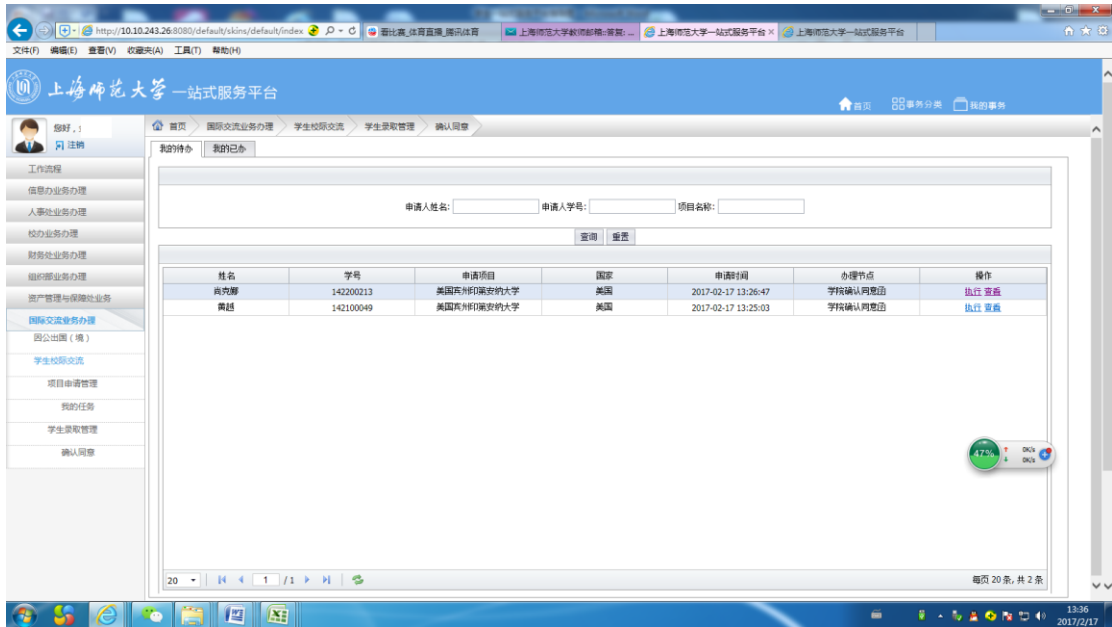 http://10.10.243.26:8080/default/skins/default/index
看比赛_体育直播_腾讯体育
上海师范大学教师邮箱::答复: ...
上海师范大学一站式服务平台
上海师范大学一站式服务平台
文件(F) 编辑(E) 查看(V) 收藏夹(A) 工具(T) 帮助(H)
上海师范大学 一站式服务平台
首页 事务分类 我的事务
您好，
注销
首页 国际交流业务办理 学生校际交流 学生录取管理 确认同意
我的待办 我的已办
工作流程
信息办业务办理
人事处业务办理
校办业务办理
财务处业务办理
组织部业务办理
资产管理与保障处业务
国际交流业务办理
因公出国（境）
学生校际交流
项目申请管理
我的任务
学生录取管理
确认同意
申请人姓名: 申请人学号: 项目名称:
查询 重置
姓名 学号 申请项目 国家 申请时间 办理节点 操作
尚克娜 142200213 美国宾州印第安纳大学 美国 2017-02-17 13:26:47 学院确认同意函 执行 查看
黄越 142100049 美国宾州印第安纳大学 美国 2017-02-17 13:25:03 学院确认同意函 执行 查看
47% 0K/s
0K/s
20 1 /1 每页 20 条, 共 2 条
13:36
2017/2/17